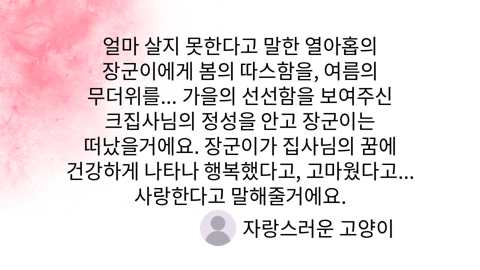 얼마 살지 못한다고 말한 열아홉의
장군이에게 봄의 따스함을, 여름의
무더위를... 가을의 선선함을 보여주신
크집사님의 정성을 안고 장군이는
떠났을거에요. 장군이가 집사님의 꿈에
건강하게 나타나 행복했다고, 고마웠다고...
사랑한다고 말해줄거에요.
자랑스러운 고양이